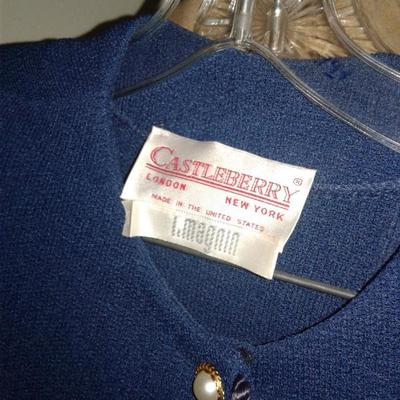 CASTLEBERRY®
LONDON NEW YORK
MADE IN THE UNITED STATES
I. Magnin